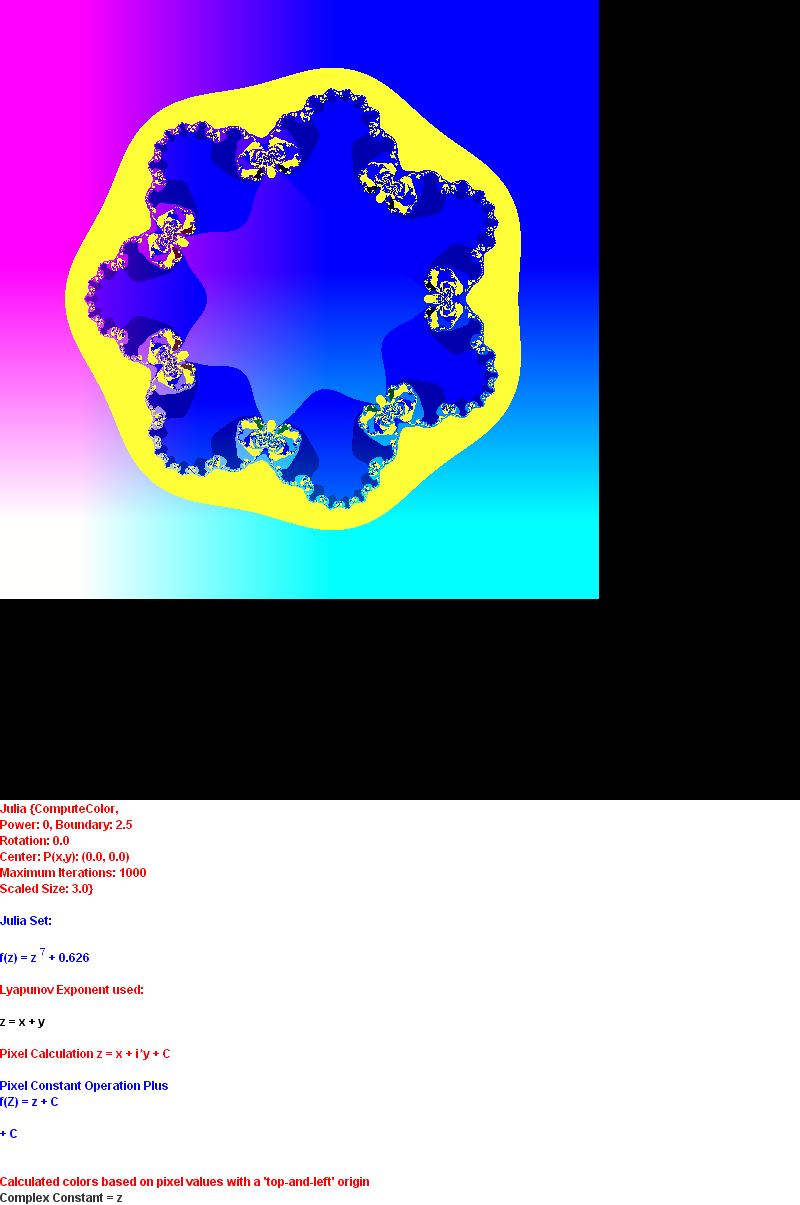 Julia {ComputeColor,
Power: 0, Boundary: 2.5
Rotation: 0.0
Center: P(x,y): (0.0, 0.0)
Maximum Iterations: 1000
Scaled Size: 3.0}
Julia Set:
f(z) = z ⁷ + 0.626
Lyapunov Exponent used:
z = x + y
Pixel Calculation z = x + i*y + C
Pixel Constant Operation Plus
f(Z) = z + C
+ C
Calculated colors based on pixel values with a 'top-and-left' origin
Complex Constant = z